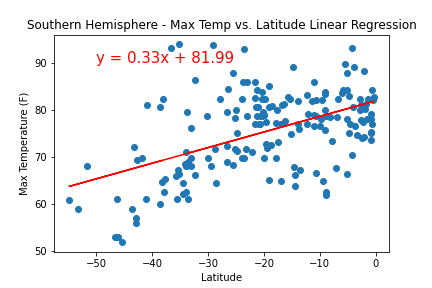 Southern Hemisphere - Max Temp vs. Latitude Linear Regression
y = 0.33x + 81.99
90
80
70
60
50
Max Temperature (F)
−50 −40 −30 −20 −10 0
Latitude